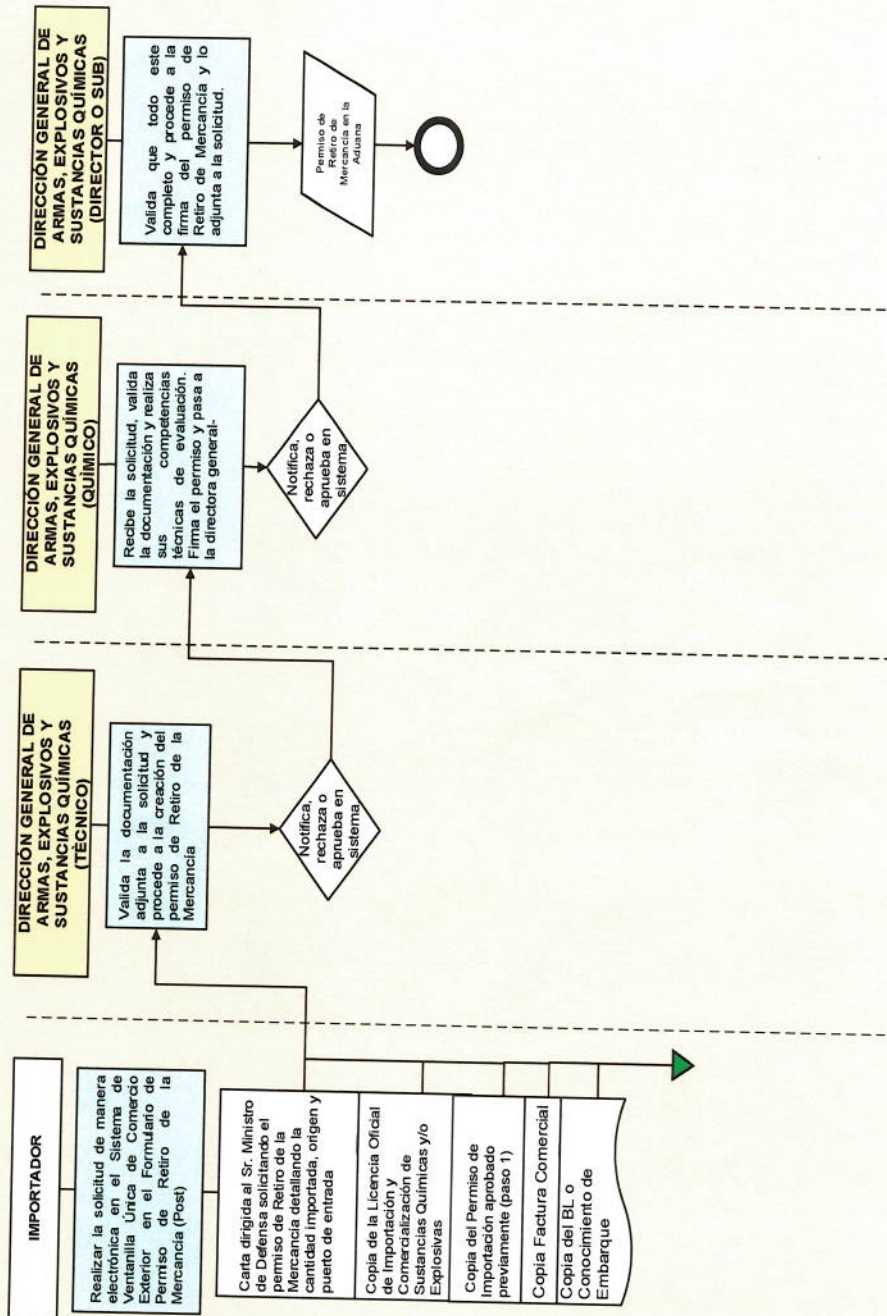 IMPORTADOR
Realizar la solicitud de manera
electrónica en el Sistema de
Ventanilla Única de Comercio
Exterior en el Formulario de
Permiso de Retiro de la
Mercancía (Post)
Carta dirigida al Sr. Ministro
de Defensa solicitando el
permiso de Retiro de la
Mercancía detallando la
cantidad importada, origen y
puerto de entrada
Copia de la Licencia Oficial
de Importación y
Comercialización de
Sustancias Químicas y/o
Explosivas
Copia del Permiso de
Importación aprobado
previamente (paso 1)
Copia Factura Comercial
Copia del BL o
Conocimiento de
Embarque
DIRECCIÓN GENERAL DE
ARMAS, EXPLOSIVOS Y
SUSTANCIAS QUÍMICAS
(TÈCNICO)
Valida la documentación
adjunta a la solicitud y
procede a la creación del
permiso de Retiro de la
Mercancía
Notifica,
rechaza o
aprueba en
sistema
DIRECCIÓN GENERAL DE
ARMAS, EXPLOSIVOS Y
SUSTANCIAS QUÍMICAS
(QUÍMICO)
Recibe la solicitud, valida
la documentación y realiza
sus competencias
técnicas de evaluación.
Firma el permiso y pasa a
la directora general-
Notifica,
rechaza o
aprueba en
sistema
DIRECCIÓN GENERAL DE
ARMAS, EXPLOSIVOS Y
SUSTANCIAS QUÍMICAS
(DIRECTOR O SUB)
Valida que todo este
completo y procede a la
firma del permiso de
Retiro de Mercancía y lo
adjunta a la solicitud.
Permiso de
Retiro de
Mercancía en la
Aduana